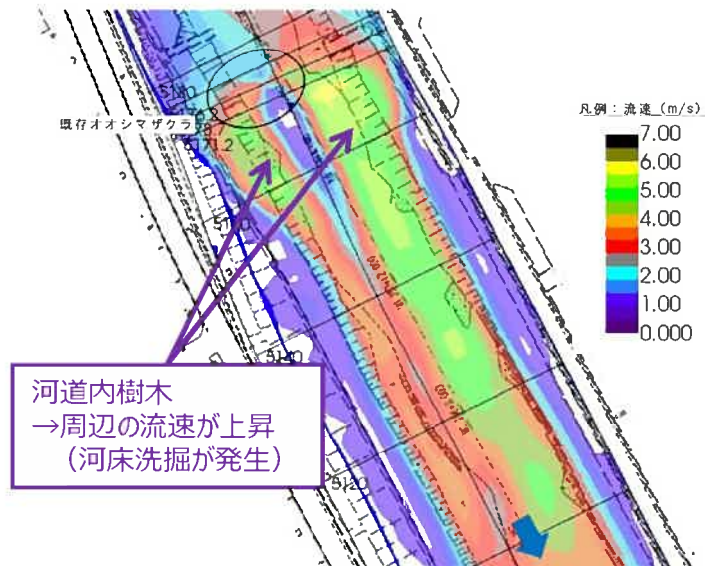 既存オオシマザクラ
凡例：流速 (m/s)
7.00
6.00
5.00
4.00
3.00
2.00
1.00
0.000
5140
5120
河道内樹木
→周辺の流速が上昇
（河床洗掘が発生）